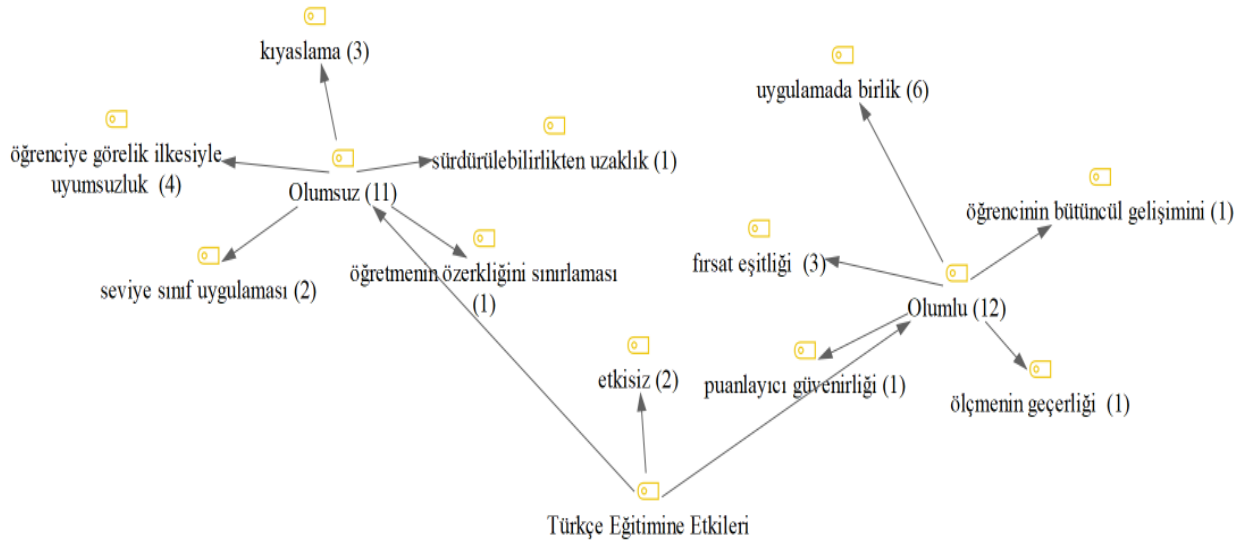 kıyaslama (3)
uygulamada birlik (6)
öğrenciye görelik ilkesiyle
uyumsuzluk (4)
sürdürülebilirlikten uzaklık (1)
Olumsuz (11)
öğrencinin bütüncül gelişimini (1)
seviye sınıf uygulaması (2)
öğretmenin özerkliğini sınırlaması
(1)
fırsat eşitliği (3)
Olumlu (12)
etkisiz (2)
puanlayıcı güvenirliği (1)
ölçmenin geçerliği (1)
Türkçe Eğitimine Etkileri